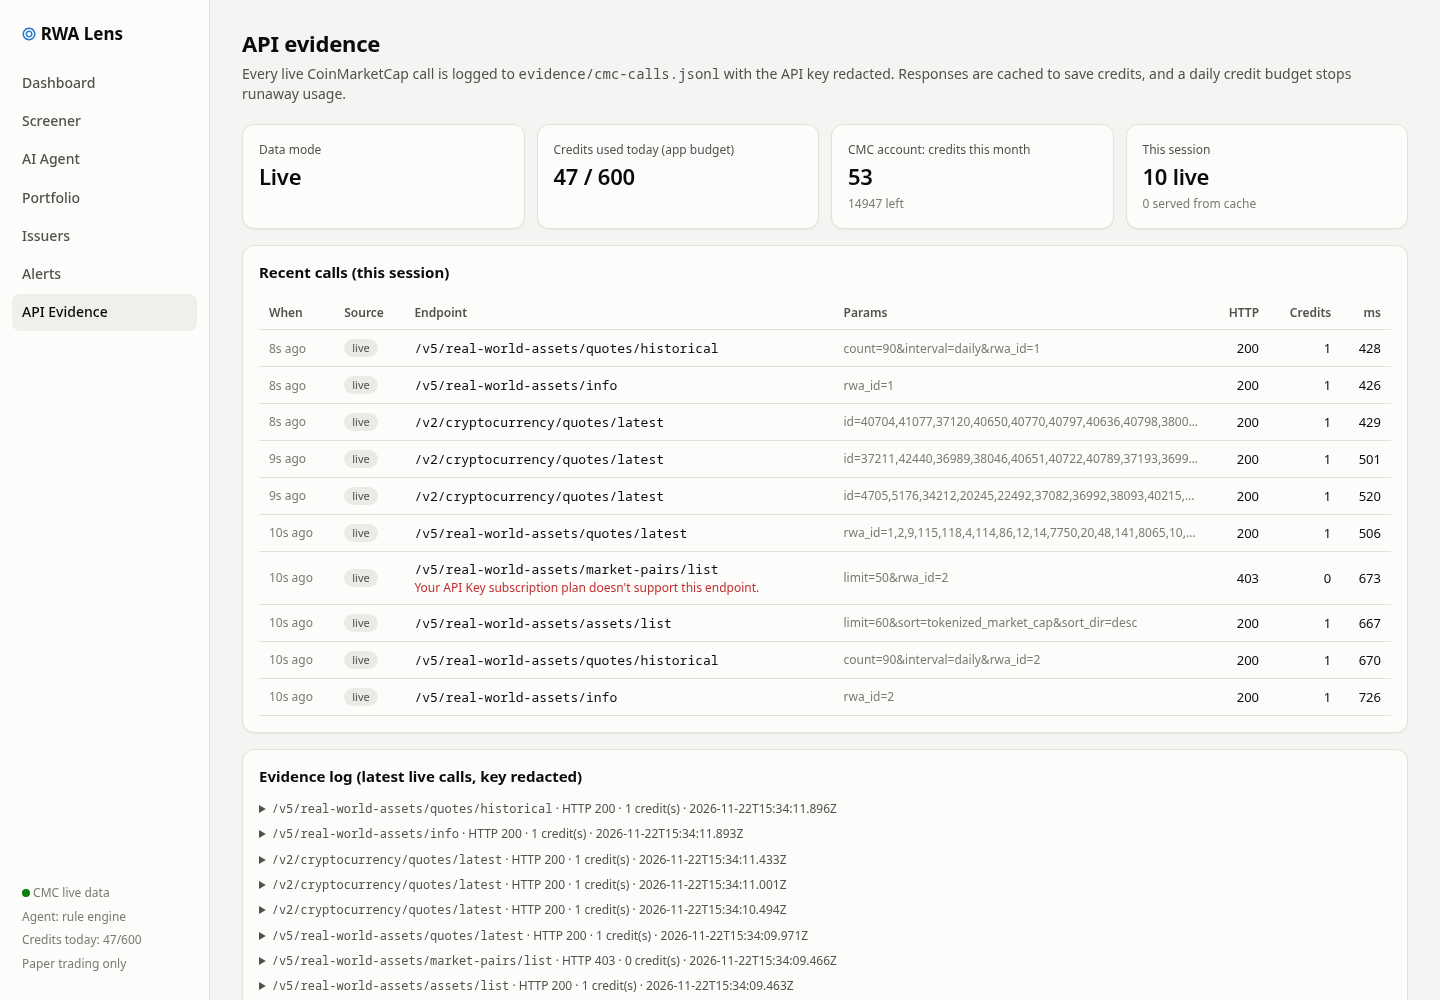 RWA Lens
Dashboard
Screener
AI Agent
Portfolio
Issuers
Alerts
API Evidence
CMC live data
Agent: rule engine
Credits today: 47/600
Paper trading only
API evidence
Every live CoinMarketCap call is logged to evidence/cmc-calls.jsonl with the API key redacted. Responses are cached to save credits, and a daily credit budget stops
runaway usage.
Data mode
Live
Credits used today (app budget)
47 / 600
CMC account: credits this month
53
14947 left
This session
10 live
0 served from cache
Recent calls (this session)
When Source Endpoint Params HTTP Credits ms
8s ago live /v5/real-world-assets/quotes/historical count=90&interval=daily&rwa_id=1 200 1 428
8s ago live /v5/real-world-assets/info rwa_id=1 200 1 426
8s ago live /v2/cryptocurrency/quotes/latest id=40704,41077,37120,40650,40770,40797,40636,40798,3800... 200 1 429
9s ago live /v2/cryptocurrency/quotes/latest id=37211,42440,36989,38046,40651,40722,40789,37193,3699... 200 1 501
9s ago live /v2/cryptocurrency/quotes/latest id=4705,5176,34212,20245,22492,37082,36992,38093,40215,... 200 1 520
10s ago live /v5/real-world-assets/quotes/latest rwa_id=1,2,9,115,118,4,114,86,12,14,7750,20,48,141,8065,10,... 200 1 506
10s ago live /v5/real-world-assets/market-pairs/list limit=50&rwa_id=2 403 0 673
Your API Key subscription plan doesn't support this endpoint.
10s ago live /v5/real-world-assets/assets/list limit=60&sort=tokenized_market_cap&sort_dir=desc 200 1 667
10s ago live /v5/real-world-assets/quotes/historical count=90&interval=daily&rwa_id=2 200 1 670
10s ago live /v5/real-world-assets/info rwa_id=2 200 1 726
Evidence log (latest live calls, key redacted)
/v5/real-world-assets/quotes/historical · HTTP 200 · 1 credit(s) · 2026-11-22T15:34:11.896Z
/v5/real-world-assets/info · HTTP 200 · 1 credit(s) · 2026-11-22T15:34:11.893Z
/v2/cryptocurrency/quotes/latest · HTTP 200 · 1 credit(s) · 2026-11-22T15:34:11.433Z
/v2/cryptocurrency/quotes/latest · HTTP 200 · 1 credit(s) · 2026-11-22T15:34:11.001Z
/v2/cryptocurrency/quotes/latest · HTTP 200 · 1 credit(s) · 2026-11-22T15:34:10.494Z
/v5/real-world-assets/quotes/latest · HTTP 200 · 1 credit(s) · 2026-11-22T15:34:09.971Z
/v5/real-world-assets/market-pairs/list · HTTP 403 · 0 credit(s) · 2026-11-22T15:34:09.466Z
/v5/real-world-assets/assets/list · HTTP 200 · 1 credit(s) · 2026-11-22T15:34:09.463Z